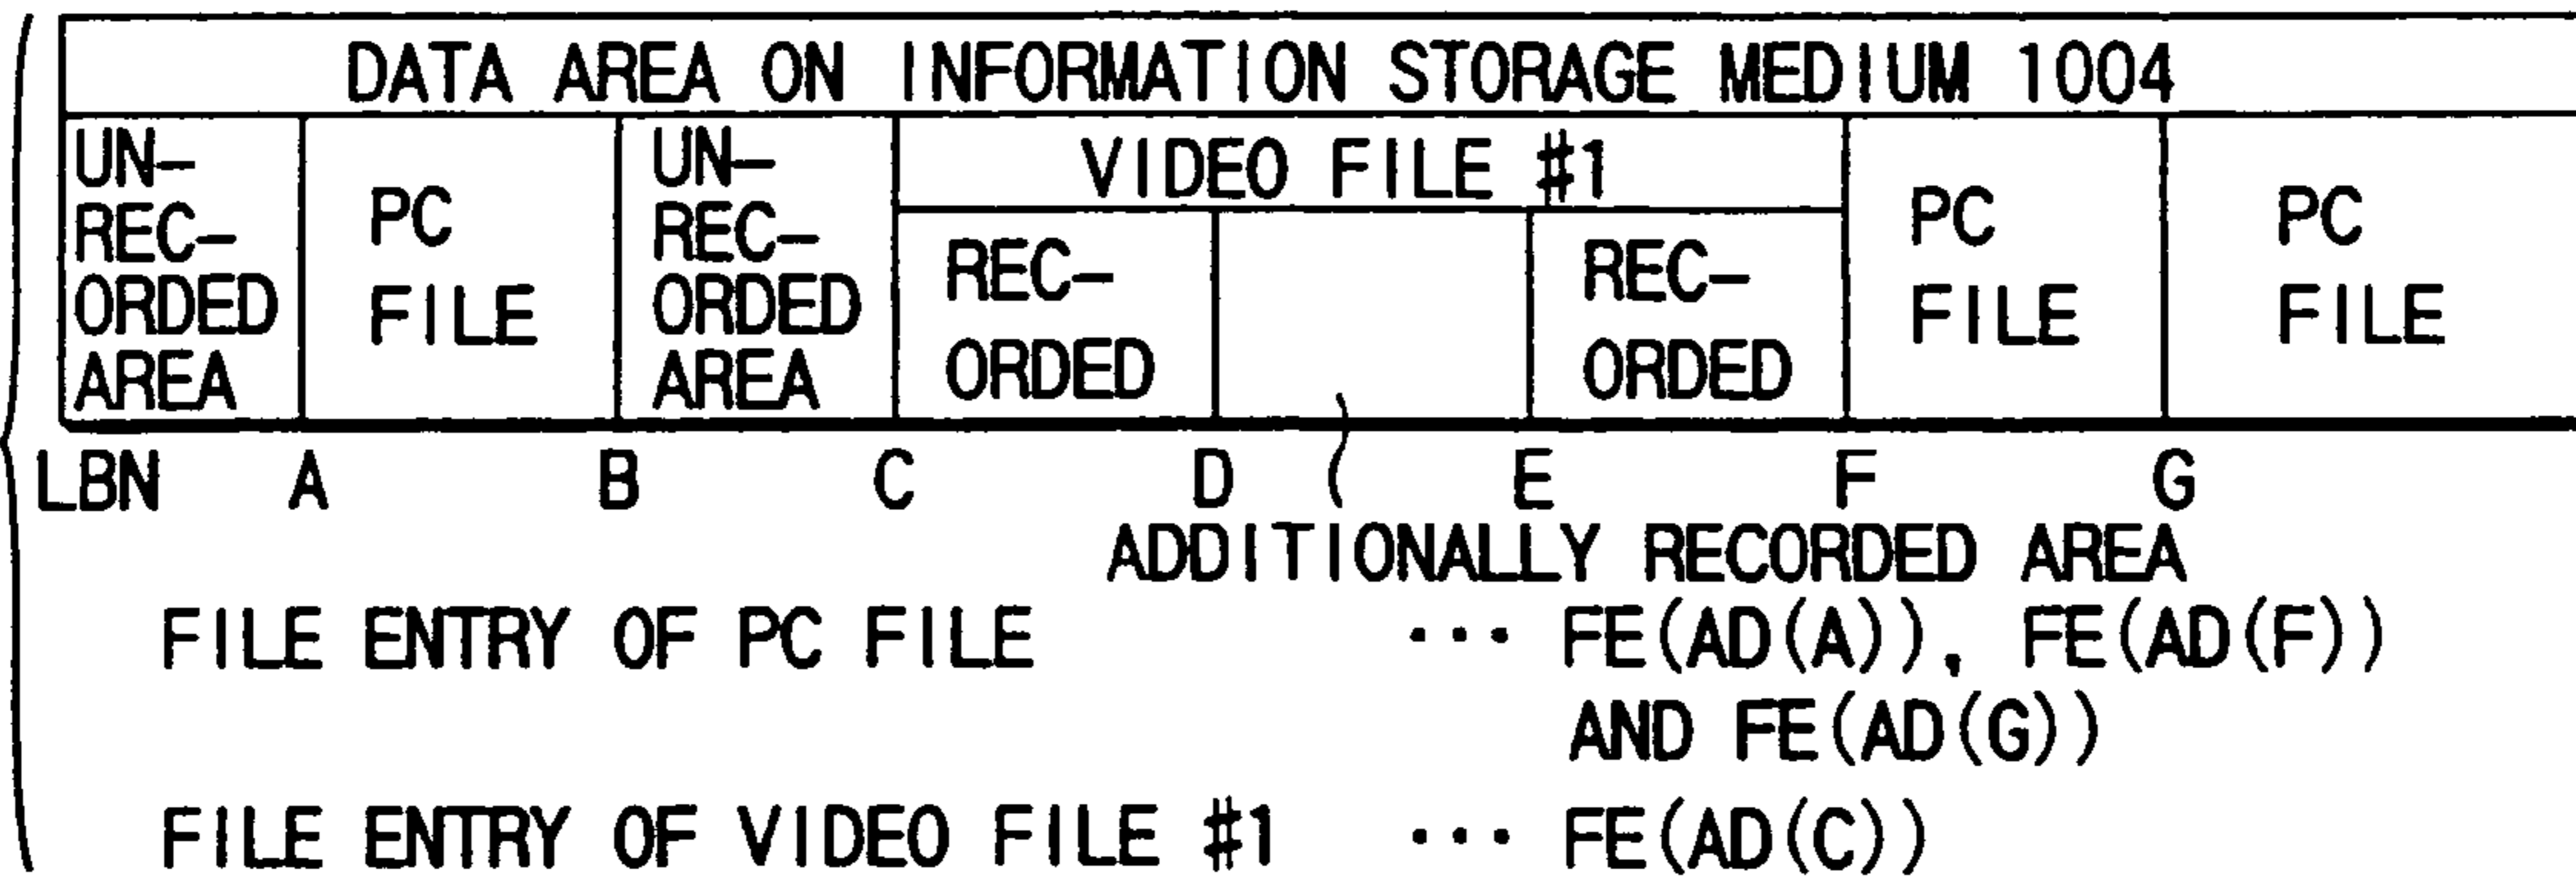 DATA AREA ON INFORMATION STORAGE MEDIUM 1004
UN-
REC-
ORDED
AREA
PC
FILE
UN-
REC-
ORDED
AREA
VIDEO FILE #1
REC-
ORDED
REC-
ORDED
PC
FILE
PC
FILE
LBN A B C D E F G
ADDITIONALLY RECORDED AREA
FILE ENTRY OF PC FILE ··· FE(AD(A)), FE(AD(F))
AND FE(AD(G))
FILE ENTRY OF VIDEO FILE #1 ··· FE(AD(C))